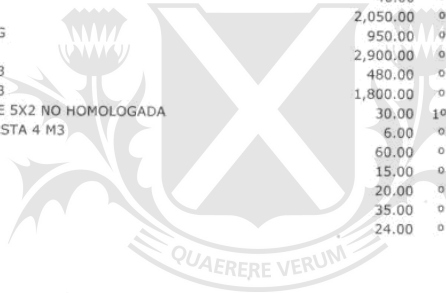 2,050.00 º
G 950.00 º
2,900.00 º
3 480.00 º
3 1,800.00 º
E 5X2 NO HOMOLOGADA 30.00 1º
STA 4 M3 6.00 º
60.00 º
15.00 º
20.00 º
35.00 º
24.00 º
QUAERERE VERUM